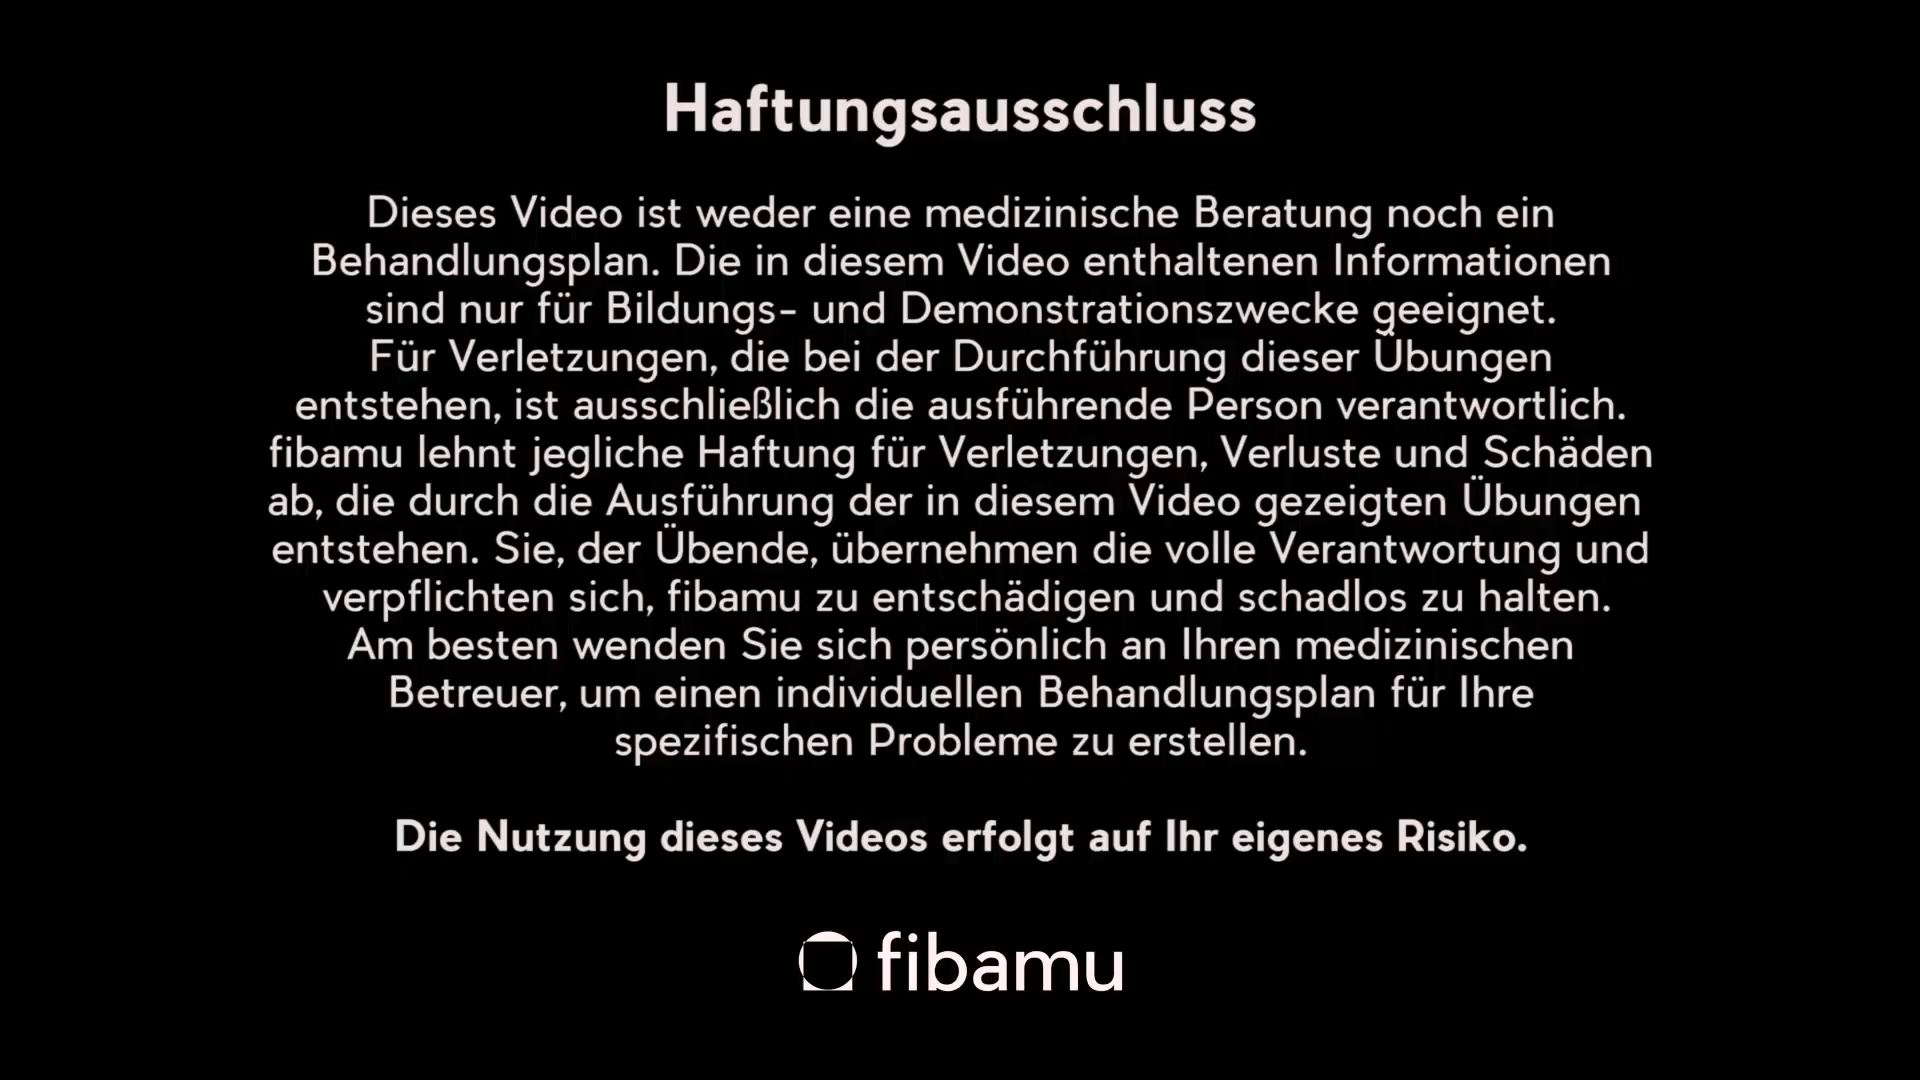 Haftungsausschluss
Dieses Video ist weder eine medizinische Beratung noch ein
Behandlungsplan. Die in diesem Video enthaltenen Informationen
sind nur für Bildungs- und Demonstrationszwecke geeignet.
Für Verletzungen, die bei der Durchführung dieser Übungen
entstehen, ist ausschließlich die ausführende Person verantwortlich.
fibamu lehnt jegliche Haftung für Verletzungen, Verluste und Schäden
ab, die durch die Ausführung der in diesem Video gezeigten Übungen
entstehen. Sie, der Übende, übernehmen die volle Verantwortung und
verpflichten sich, fibamu zu entschädigen und schadlos zu halten.
Am besten wenden Sie sich persönlich an Ihren medizinischen
Betreuer, um einen individuellen Behandlungsplan für Ihre
spezifischen Probleme zu erstellen.
Die Nutzung dieses Videos erfolgt auf Ihr eigenes Risiko.
fibamu